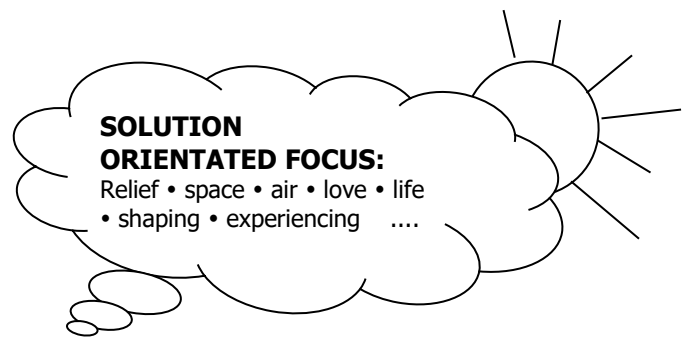 SOLUTION
ORIENTATED FOCUS:
Relief • space • air • love • life
• shaping • experiencing ....